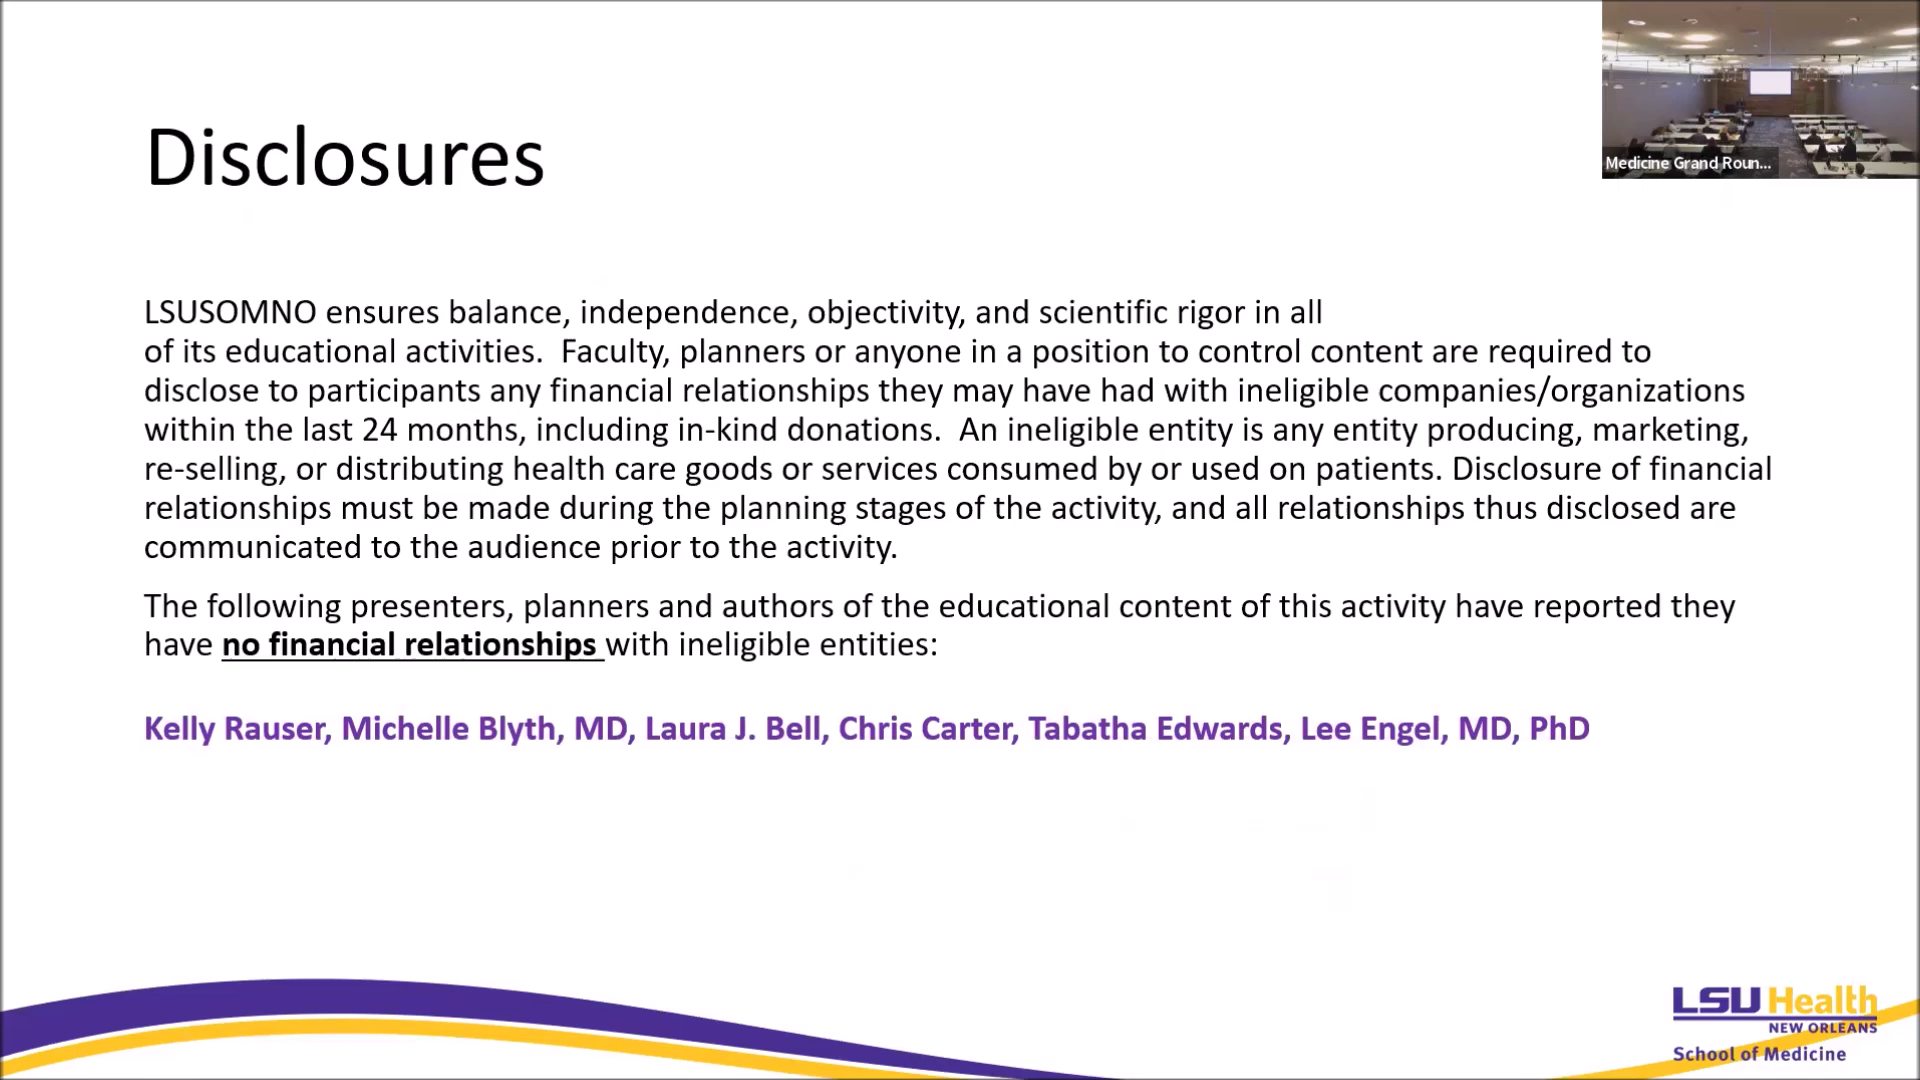 Disclosures
Medicine Grand Roun...
LSUSOMNO ensures balance, independence, objectivity, and scientific rigor in all
of its educational activities.  Faculty, planners or anyone in a position to control content are required to
disclose to participants any financial relationships they may have had with ineligible companies/organizations
within the last 24 months, including in-kind donations.  An ineligible entity is any entity producing, marketing,
re-selling, or distributing health care goods or services consumed by or used on patients. Disclosure of financial
relationships must be made during the planning stages of the activity, and all relationships thus disclosed are
communicated to the audience prior to the activity.
The following presenters, planners and authors of the educational content of this activity have reported they
have no financial relationships with ineligible entities:
Kelly Rauser, Michelle Blyth, MD, Laura J. Bell, Chris Carter, Tabatha Edwards, Lee Engel, MD, PhD
LSU Health
NEW ORLEANS
School of Medicine